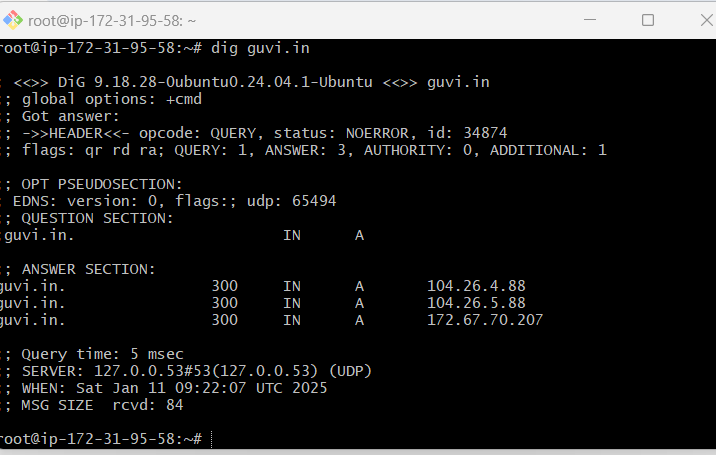 root@ip-172-31-95-58: ~
root@ip-172-31-95-58:~# dig guvi.in
; <<>> DiG 9.18.28-0ubuntu0.24.04.1-Ubuntu <<>> guvi.in
;; global options: +cmd
;; Got answer:
;; ->>HEADER<<- opcode: QUERY, status: NOERROR, id: 34874
;; flags: qr rd ra; QUERY: 1, ANSWER: 3, AUTHORITY: 0, ADDITIONAL: 1
;; OPT PSEUDOSECTION:
; EDNS: version: 0, flags:; udp: 65494
;; QUESTION SECTION:
;guvi.in. IN A
;; ANSWER SECTION:
guvi.in. 300 IN A 104.26.4.88
guvi.in. 300 IN A 104.26.5.88
guvi.in. 300 IN A 172.67.70.207
;; Query time: 5 msec
;; SERVER: 127.0.0.53#53(127.0.0.53) (UDP)
;; WHEN: Sat Jan 11 09:22:07 UTC 2025
;; MSG SIZE rcvd: 84
root@ip-172-31-95-58:~#